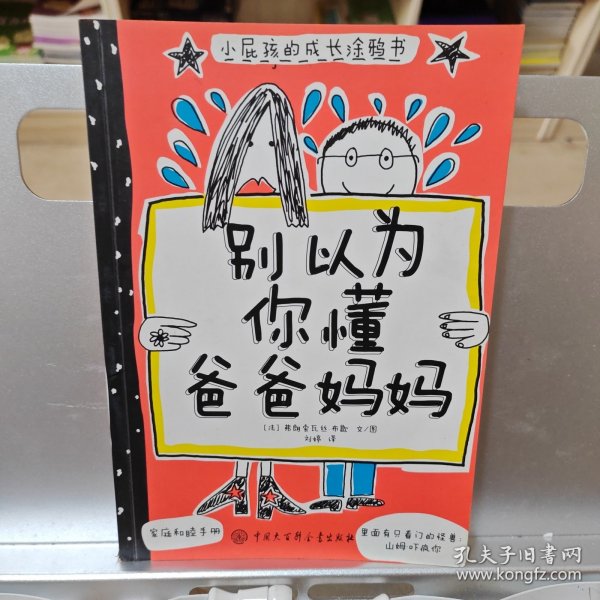 小屁孩的成长涂鸦书
别以为
你懂
爸爸妈妈
［法］弗朗索瓦丝·布歇 文/图
刘婷 译
家庭和睦手册
中国大百科全书出版社
里面有只看门的怪兽：
山姆吓疯你
孔夫子旧书网
www.kongfz.com